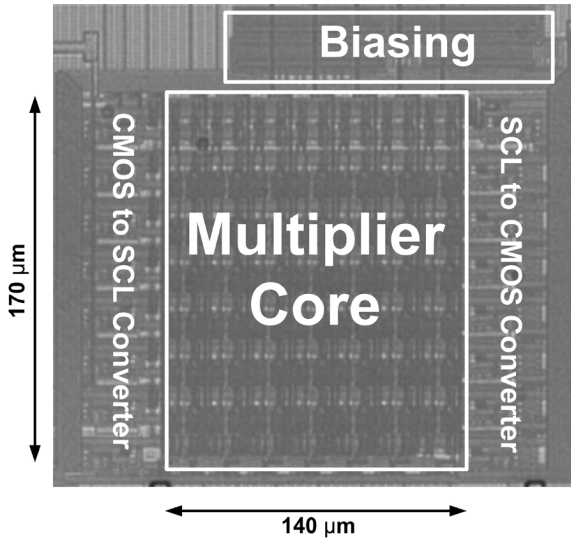 Biasing
CMOS to SCL Converter
Multiplier
Core
SCL to CMOS Converter
170 µm
140 µm